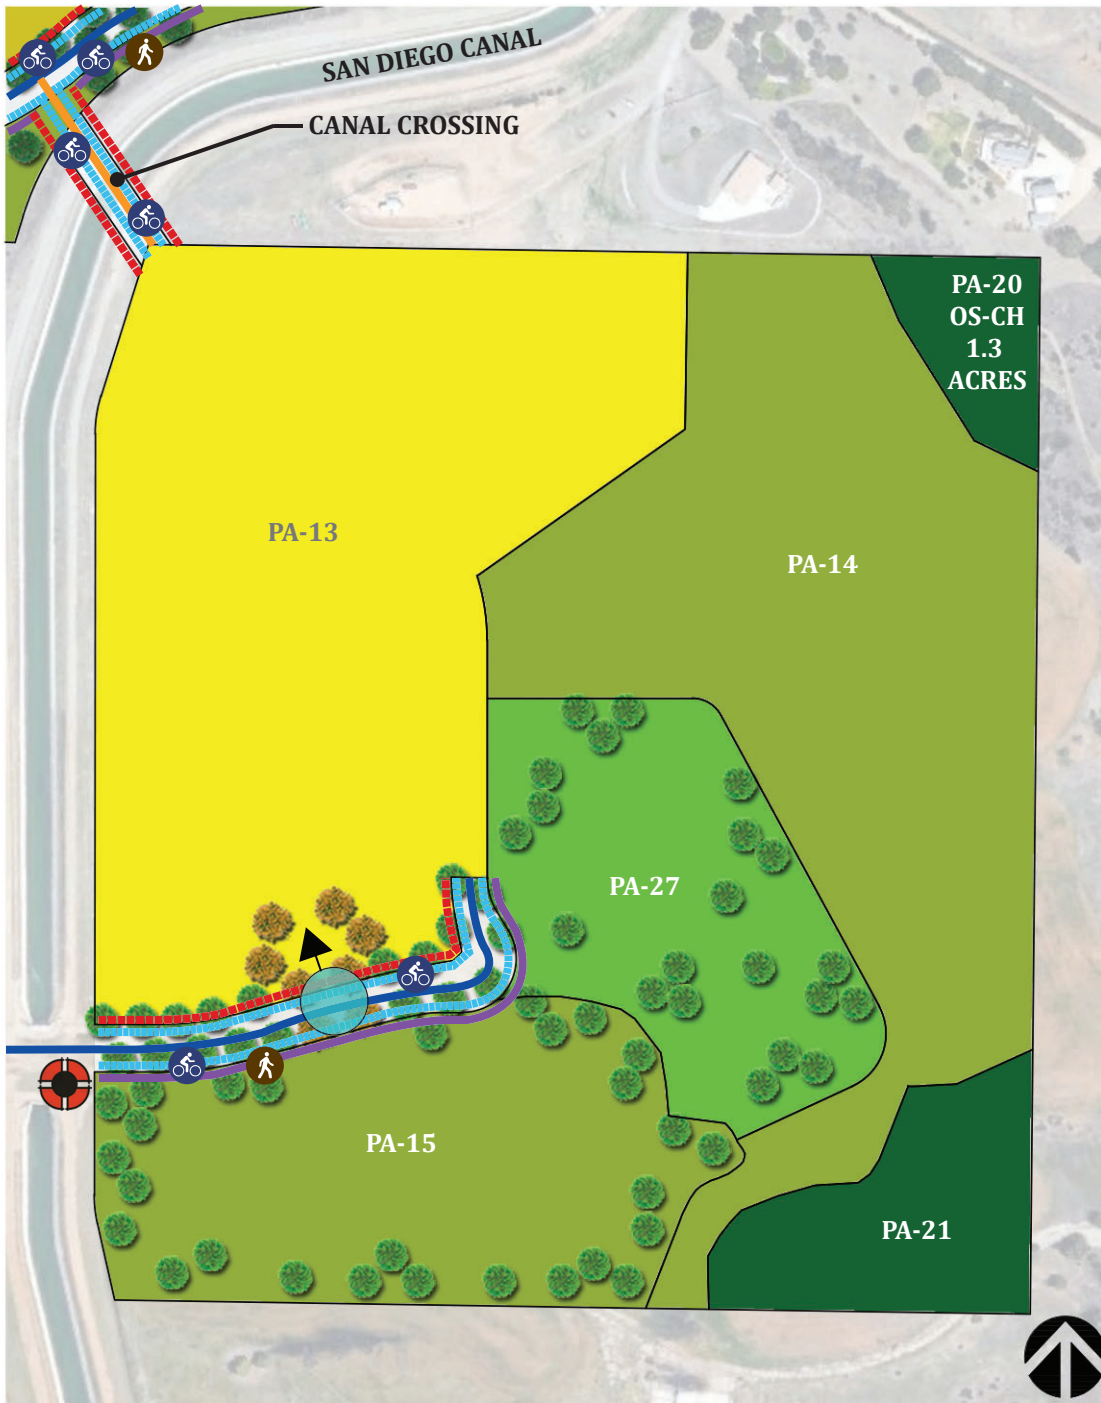 SAN DIEGO CANAL
CANAL CROSSING
PA-20
OS-CH
1.3
ACRES
PA-13
PA-14
PA-27
PA-15
PA-21